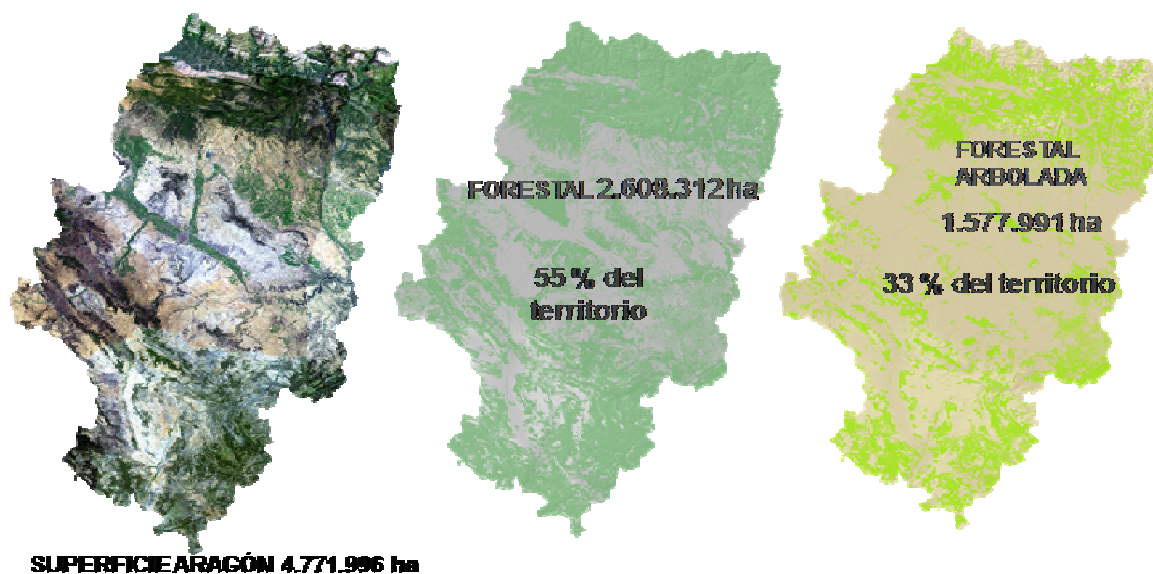 FORESTAL 2.608.312 ha
55 % del
territorio
FORESTAL
ARBOLADA
1.577.991 ha
33 % del territorio
SUPERFICIE ARAGÓN 4.771.996 ha